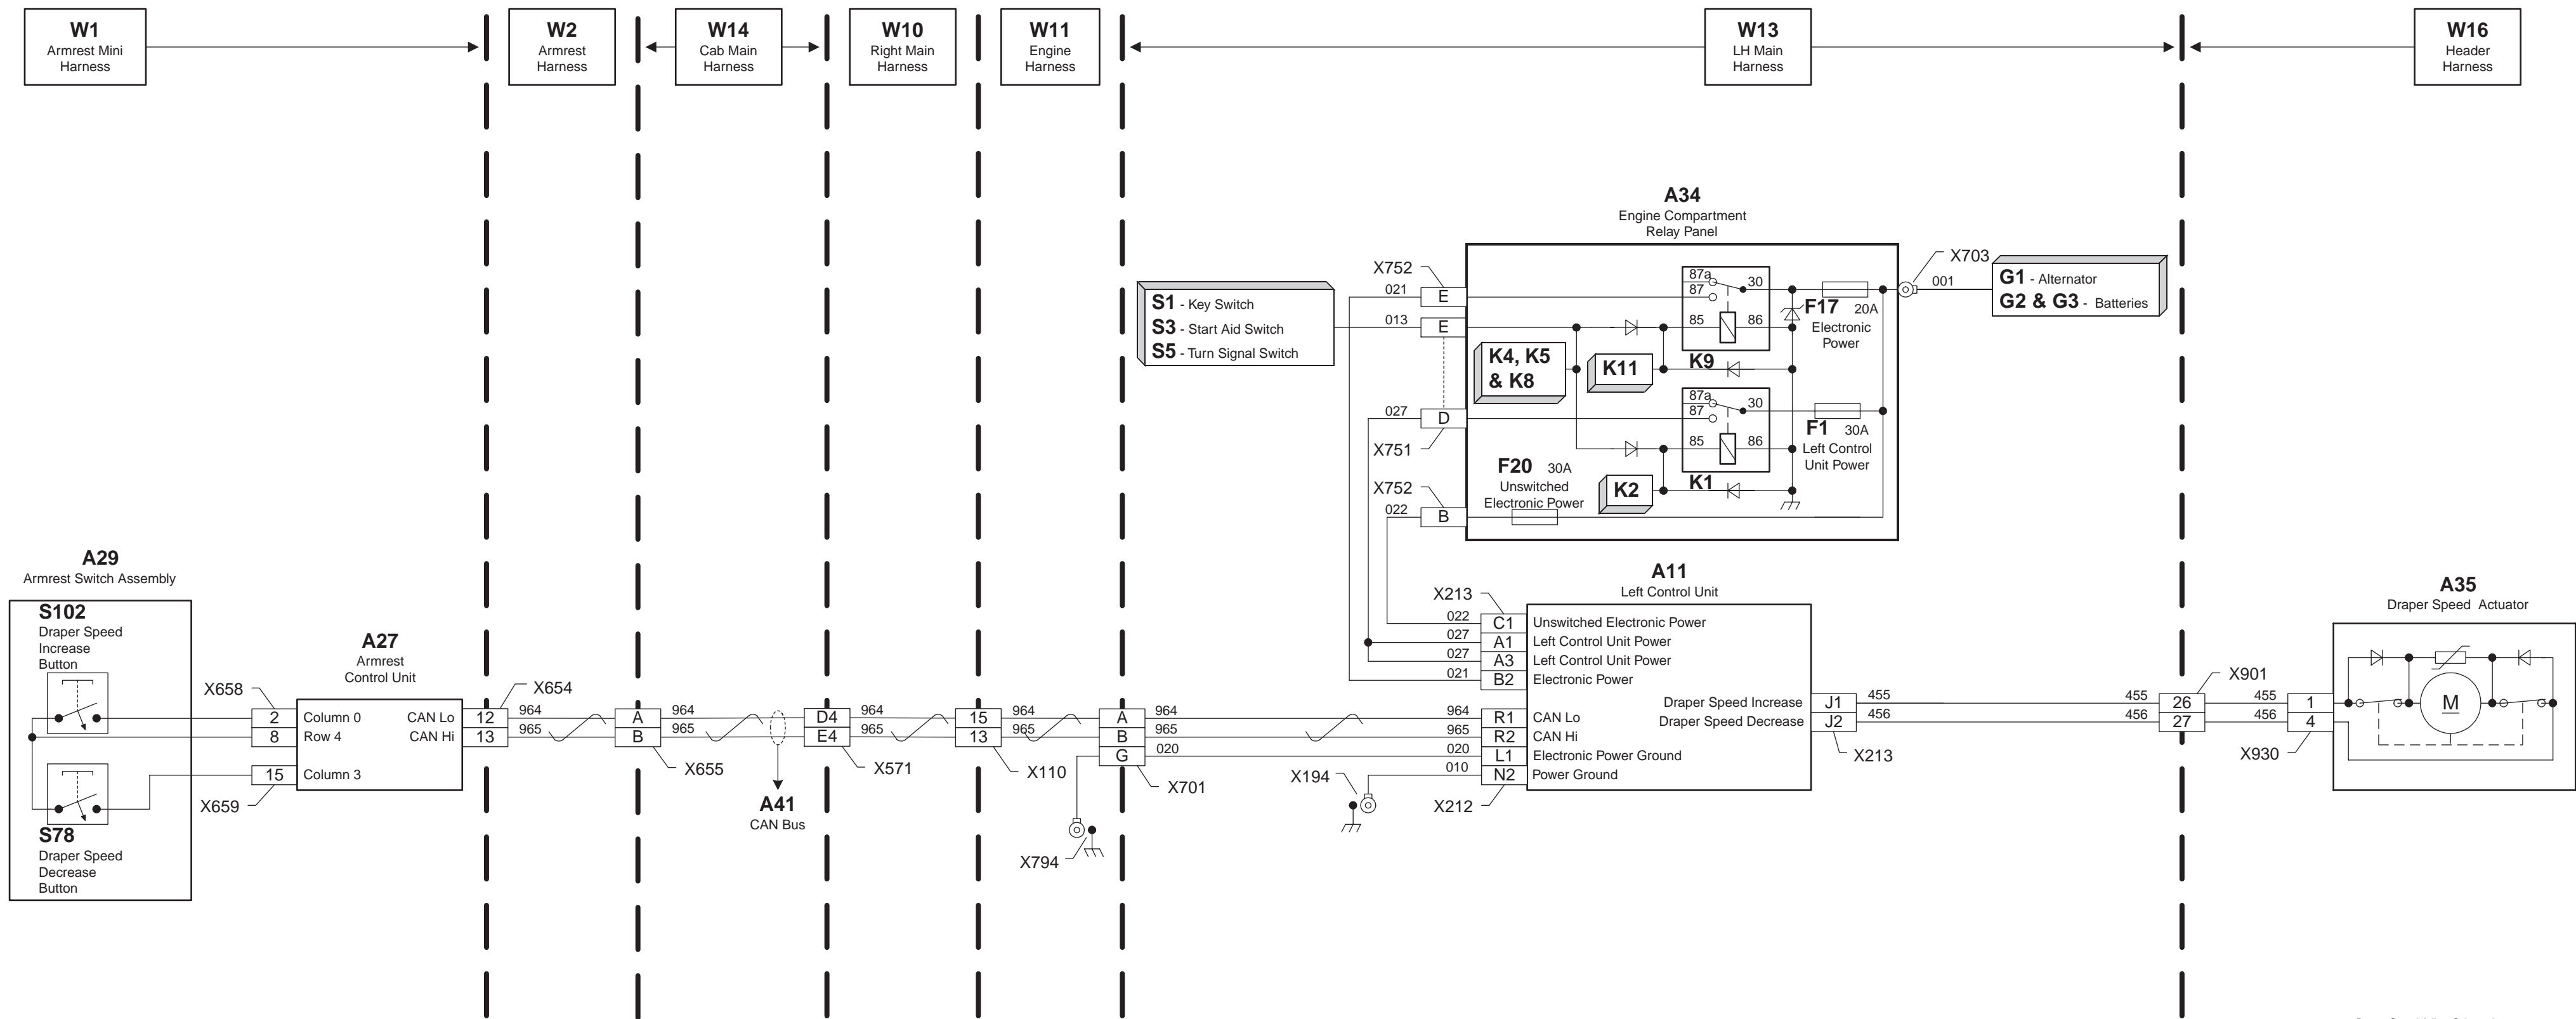 W1
Armrest Mini
Harness
W2
Armrest
Harness
W14
Cab Main
Harness
W10
Right Main
Harness
W11
Engine
Harness
W13
LH Main
Harness
W16
Header
Harness
A34
Engine Compartment
Relay Panel
X752
021
E
013
E
S1 - Key Switch
S3 - Start Aid Switch
S5 - Turn Signal Switch
87a
87
30
85
86
F17 20A
Electronic
Power
X703
001
G1 - Alternator
G2 & G3 - Batteries
K4, K5
& K8
K11
K9
027
D
X751
87a
87
30
85
86
F1 30A
Left Control
Unit Power
F20 30A
Unswitched
Electronic Power
K2
K1
X752
022
B
A29
Armrest Switch Assembly
S102
Draper Speed
Increase
Button
S78
Draper Speed
Decrease
Button
A27
Armrest
Control Unit
X658
2
Column 0
8
Row 4
15
Column 3
X659
CAN Lo
12
964
CAN Hi
13
965
X654
A
964
B
965
X655
A41
CAN Bus
D4
964
E4
965
X571
15
964
13
965
X110
A
964
B
965
G
020
X701
X794
X194
A11
Left Control Unit
X213
022
C1
Unswitched Electronic Power
027
A1
Left Control Unit Power
027
A3
Left Control Unit Power
021
B2
Electronic Power
964
R1
CAN Lo
965
R2
CAN Hi
020
L1
Electronic Power Ground
010
N2
Power Ground
X212
Draper Speed Increase
J1
455
Draper Speed Decrease
J2
456
X213
455
26
455
1
456
27
456
4
X901
X930
A35
Draper Speed Actuator
M